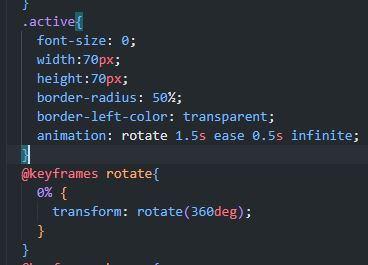 }
.active{
font-size: 0;
width:70px;
height:70px;
border-radius: 50%;
border-left-color: transparent;
animation: rotate 1.5s ease 0.5s infinite;
}
@keyframes rotate{
0% {
transform: rotate(360deg);
}
}